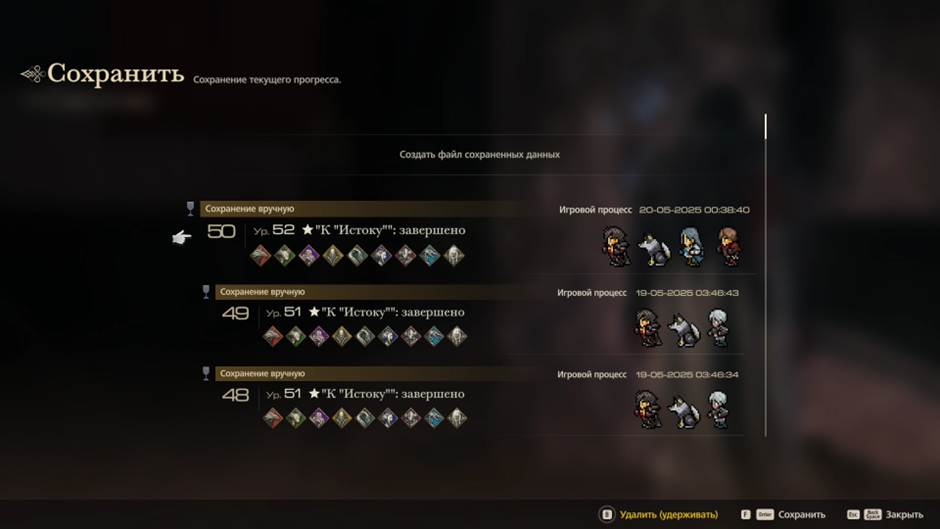 Сохранить Сохранение текущего прогресса.
Создать файл сохраненных данных
Сохранение вручную Игровой процесс 20-05-2025 00:38:40
50 Ур. 52 ★"К "Истоку"": завершено
Сохранение вручную Игровой процесс 19-05-2025 03:46:43
49 Ур. 51 ★"К "Истоку"": завершено
Сохранение вручную Игровой процесс 19-05-2025 03:46:34
48 Ур. 51 ★"К "Истоку"": завершено
B Удалить (удерживать) F Enter Сохранить Esc Back Space Закрыть